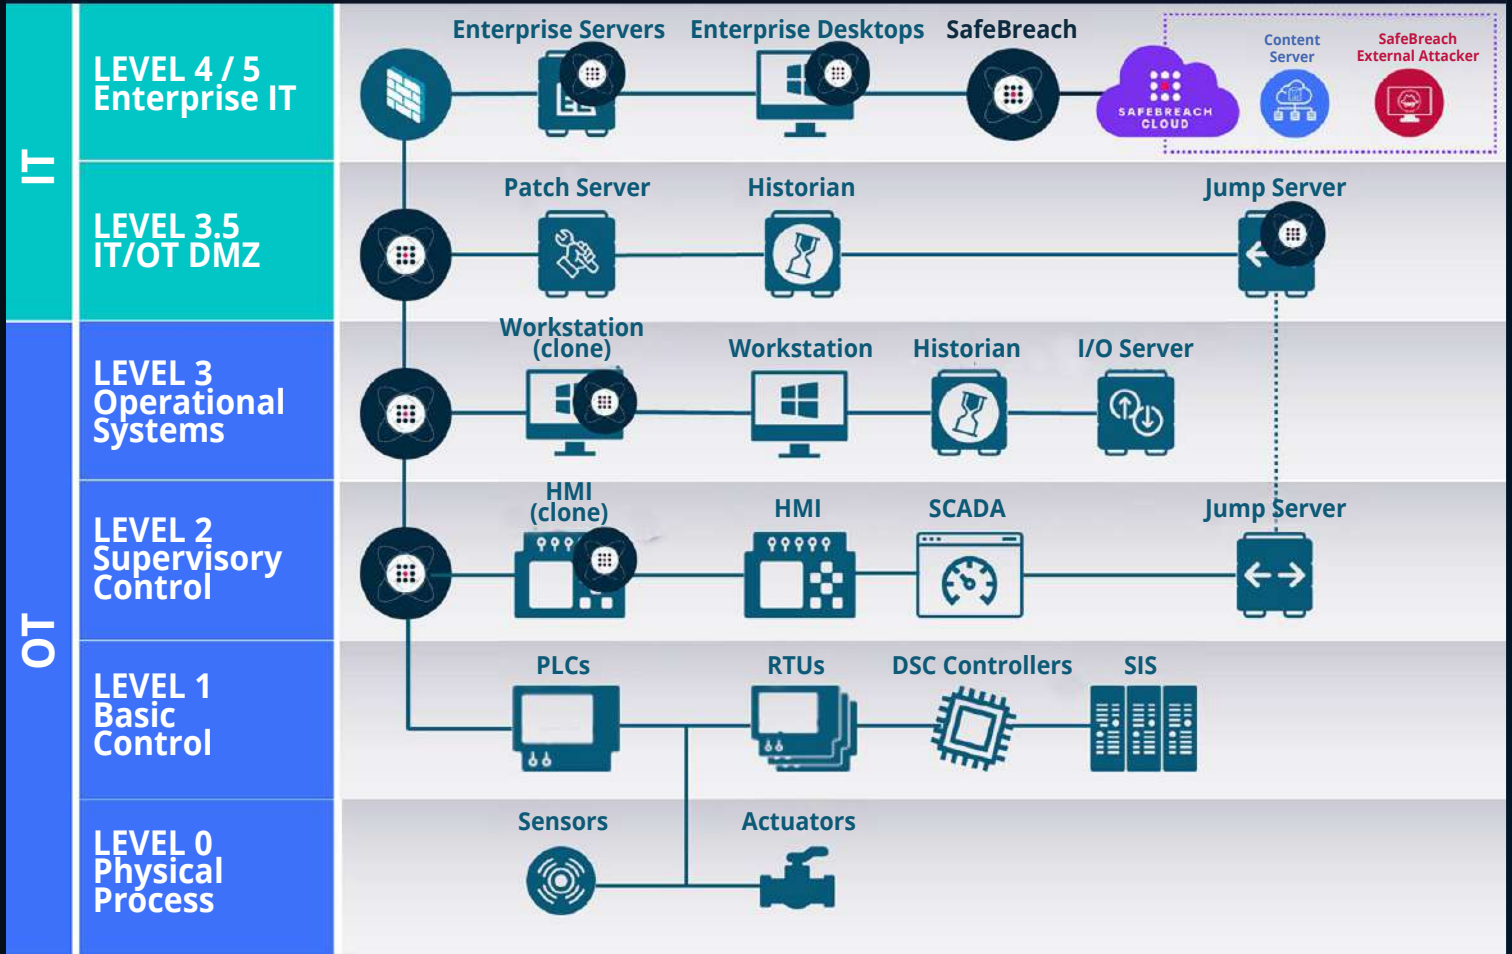 IT
LEVEL 4 / 5
Enterprise IT
Enterprise Servers
Enterprise Desktops
SafeBreach
SAFEBREACH
CLOUD
Content
Server
SafeBreach
External Attacker
LEVEL 3.5
IT/OT DMZ
Patch Server
Historian
Jump Server
OT
LEVEL 3
Operational
Systems
Workstation
(clone)
Workstation
Historian
I/O Server
LEVEL 2
Supervisory
Control
HMI
(clone)
HMI
SCADA
Jump Server
LEVEL 1
Basic
Control
PLCs
RTUs
DSC Controllers
SIS
LEVEL 0
Physical
Process
Sensors
Actuators